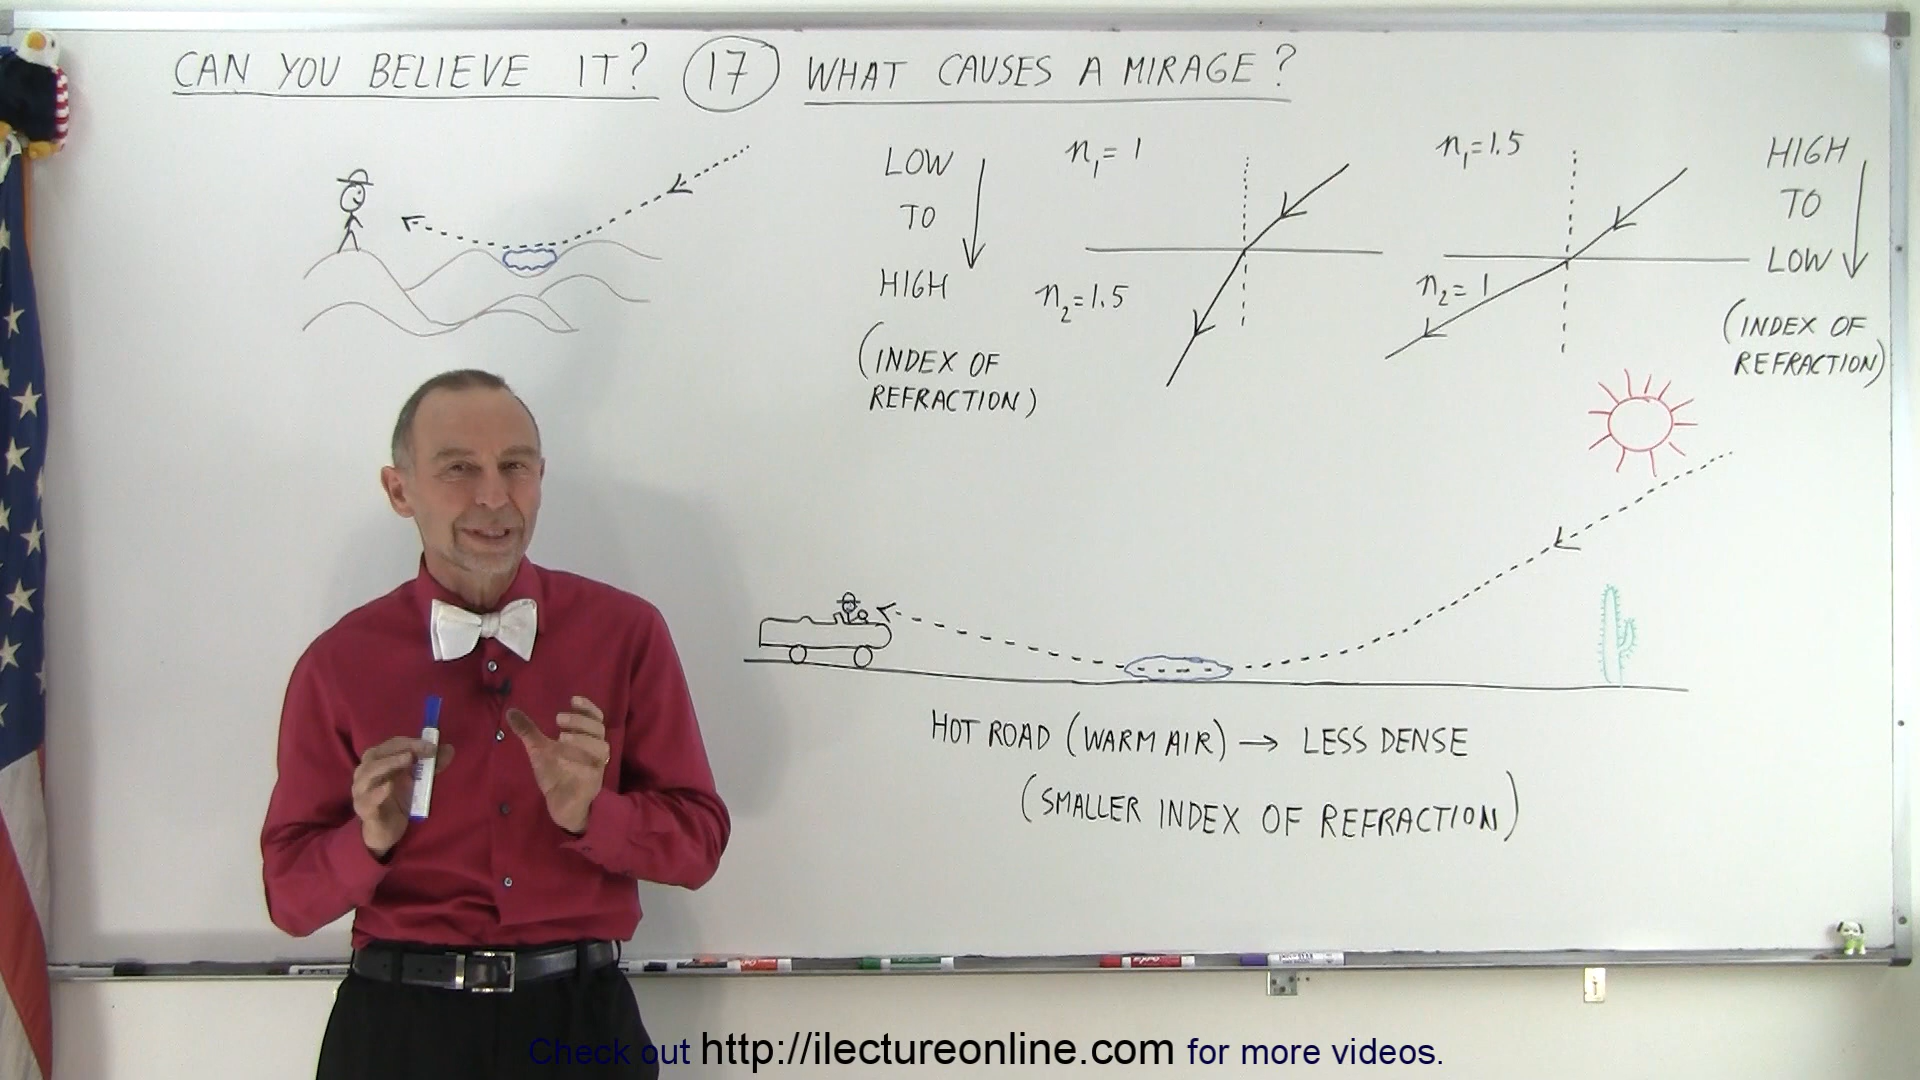 CAN YOU BELIEVE IT? 17 WHAT CAUSES A MIRAGE?
LOW
TO
HIGH
(INDEX OF
REFRACTION)
n₁= 1
n₂=1.5
n₁=1.5
n₂= 1
HIGH
TO
LOW
(INDEX OF
REFRACTION)
HOT ROAD (WARM AIR) → LESS DENSE
(SMALLER INDEX OF REFRACTION)
Check out http://ilectureonline.com for more videos.